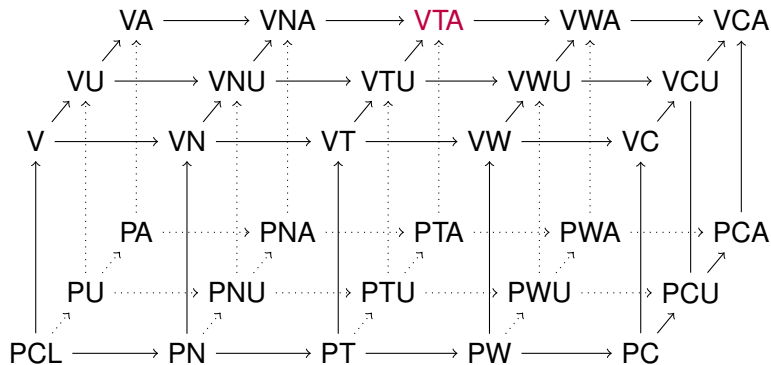 VA VNA VTA VWA VCA
VU VNU VTU VWU VCU
V VN VT VW VC
PA PNA PTA PWA PCA
PU PNU PTU PWU PCU
PCL PN PT PW PC